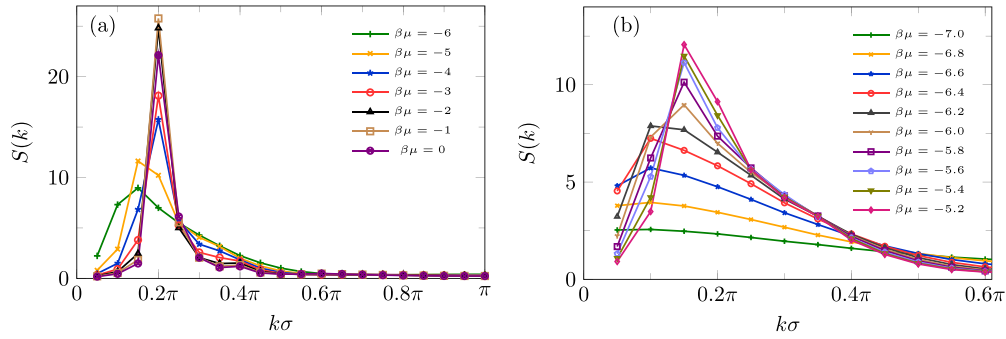 (a)
S(k)
20
10
0
0
0.2π
0.4π
0.6π
0.8π
π
kσ
βμ = −6
βμ = −5
βμ = −4
βμ = −3
βμ = −2
βμ = −1
βμ = 0
(b)
S(k)
10
5
0
0
0.2π
0.4π
0.6π
kσ
βμ = −7.0
βμ = −6.8
βμ = −6.6
βμ = −6.4
βμ = −6.2
βμ = −6.0
βμ = −5.8
βμ = −5.6
βμ = −5.4
βμ = −5.2